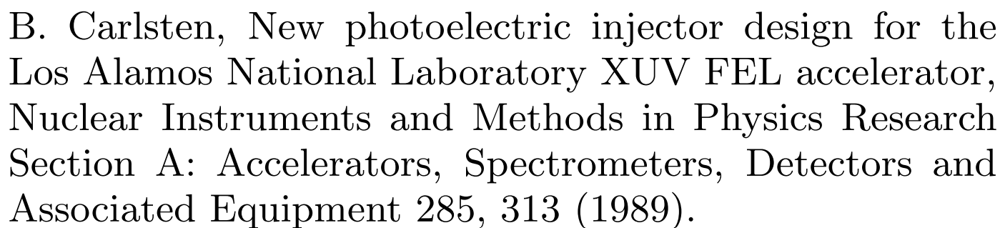 B. Carlsten, New photoelectric injector design for the
Los Alamos National Laboratory XUV FEL accelerator,
Nuclear Instruments and Methods in Physics Research
Section A: Accelerators, Spectrometers, Detectors and
Associated Equipment 285, 313 (1989).